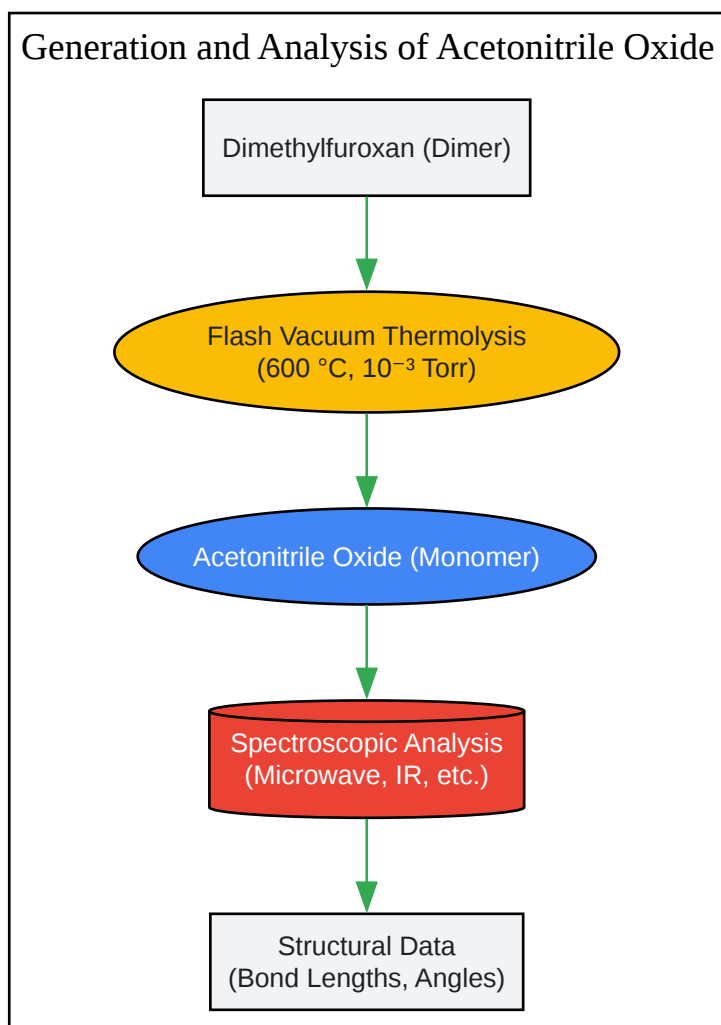 Generation and Analysis of Acetonitrile Oxide
Dimethylfuroxan (Dimer)
Flash Vacuum Thermolysis
(600 °C, 10⁻³ Torr)
Acetonitrile Oxide (Monomer)
Spectroscopic Analysis
(Microwave, IR, etc.)
Structural Data
(Bond Lengths, Angles)